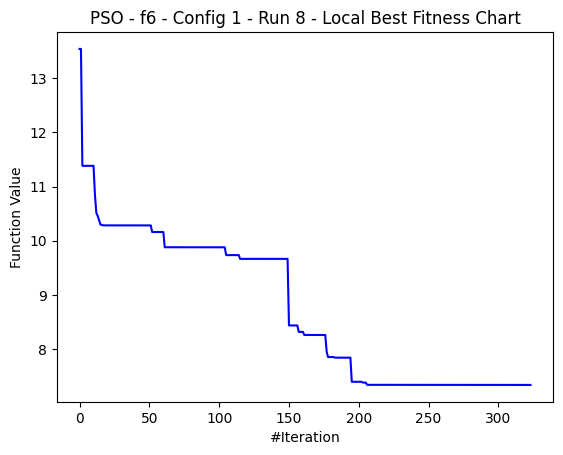 PSO - f6 - Config 1 - Run 8 - Local Best Fitness Chart
13
12
11
10
9
8
Function Value
0 50 100 150 200 250 300
#Iteration